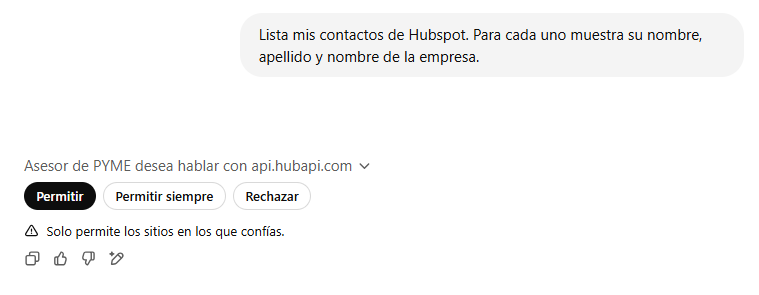 Lista mis contactos de Hubspot. Para cada uno muestra su nombre,
apellido y nombre de la empresa.
Asesor de PYME desea hablar con api.hubapi.com
Permitir
Permitir siempre
Rechazar
Solo permite los sitios en los que confías.